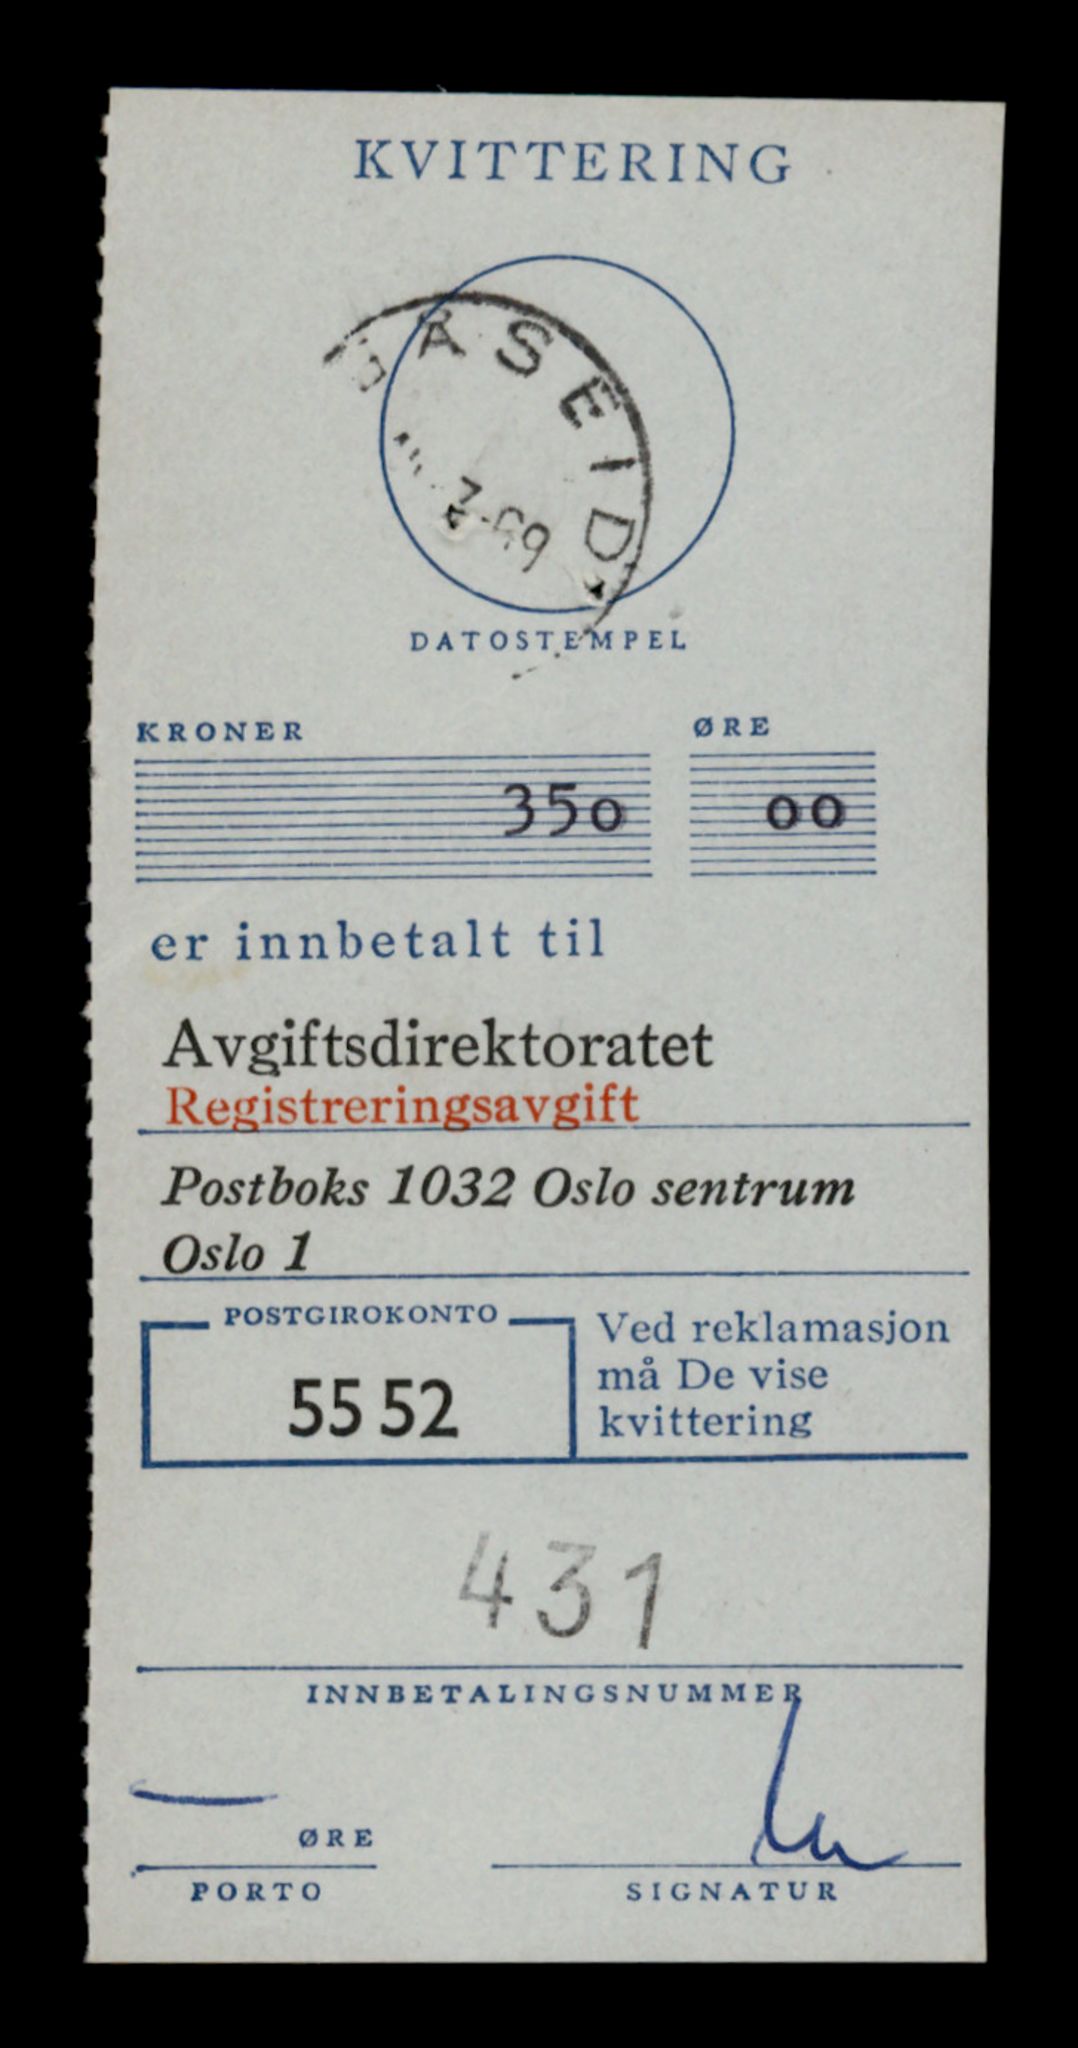 KVITTERING
HÅSEID
7-69
DATOSTEMPEL
KRONER ØRE
350 00
er innbetalt til
Avgiftsdirektoratet
Registreringsavgift
Postboks 1032 Oslo sentrum
Oslo 1
POSTGIROKONTO
55 52
Ved reklamasjon
må De vise
kvittering
431
INNBETALINGSNUMMER
—
ØRE
PORTO
SIGNATUR